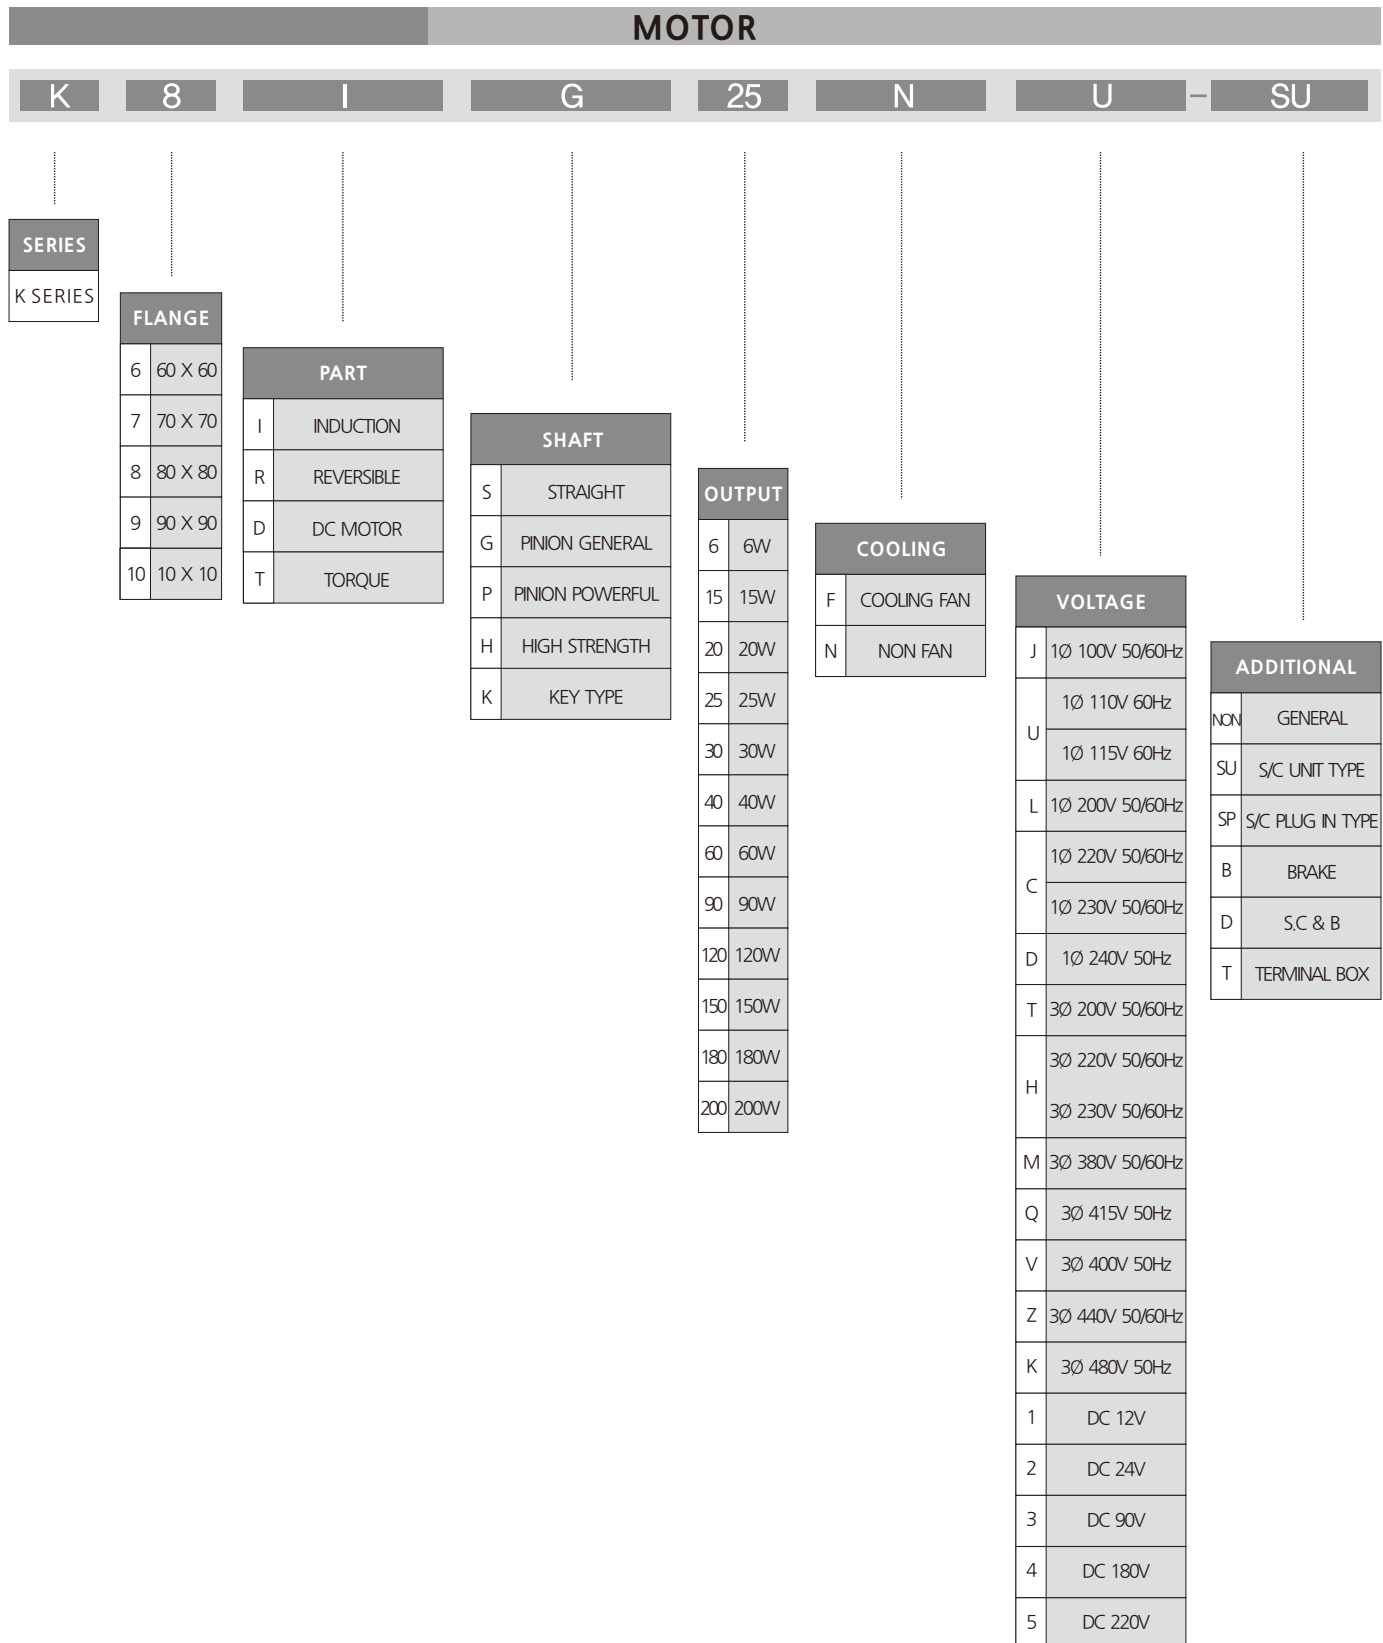 MOTOR
K 8 I G 25 N U - SU
SERIES
K SERIES
FLANGE
6 60 X 60
7 70 X 70
8 80 X 80
9 90 X 90
10 10 X 10
PART
I INDUCTION
R REVERSIBLE
D DC MOTOR
T TORQUE
SHAFT
S STRAIGHT
G PINION GENERAL
P PINION POWERFUL
H HIGH STRENGTH
K KEY TYPE
OUTPUT
6 6W
15 15W
20 20W
25 25W
30 30W
40 40W
60 60W
90 90W
120 120W
150 150W
180 180W
200 200W
COOLING
F COOLING FAN
N NON FAN
VOLTAGE
J 1Ø 100V 50/60Hz
U 1Ø 110V 60Hz
1Ø 115V 60Hz
L 1Ø 200V 50/60Hz
C 1Ø 220V 50/60Hz
1Ø 230V 50/60Hz
D 1Ø 240V 50Hz
T 3Ø 200V 50/60Hz
H 3Ø 220V 50/60Hz
3Ø 230V 50/60Hz
M 3Ø 380V 50/60Hz
Q 3Ø 415V 50Hz
V 3Ø 400V 50Hz
Z 3Ø 440V 50/60Hz
K 3Ø 480V 50Hz
1 DC 12V
2 DC 24V
3 DC 90V
4 DC 180V
5 DC 220V
ADDITIONAL
NON GENERAL
SU S/C UNIT TYPE
SP S/C PLUG IN TYPE
B BRAKE
D S.C & B
T TERMINAL BOX